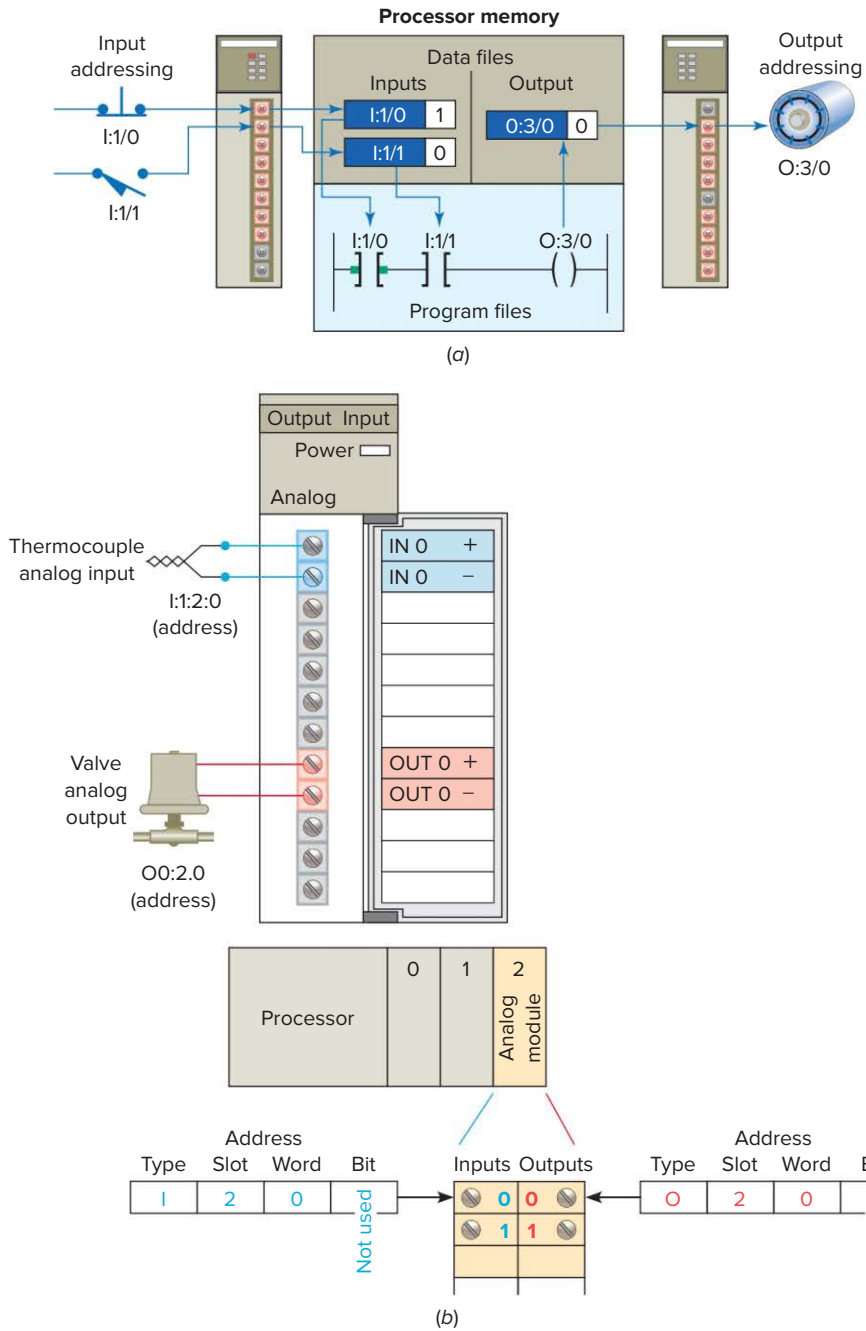 Processor memory
Input
addressing
I:1/0
I:1/1
Data files
Inputs
Output
I:1/0 1
I:1/1 0
0:3/0 0
I:1/0 I:1/1 O:3/0
Program files
Output
addressing
O:3/0
(a)
Output Input
Power
Analog
Thermocouple
analog input
I:1:2:0
(address)
IN 0 +
IN 0 −
Valve
analog
output
O0:2.0
(address)
OUT 0 +
OUT 0 −
Processor
0
1
2
Analog
module
Address
Type Slot Word Bit
I 2 0 Not used
Inputs Outputs
0 0
1 1
Address
Type Slot Word
O 2 0
(b)